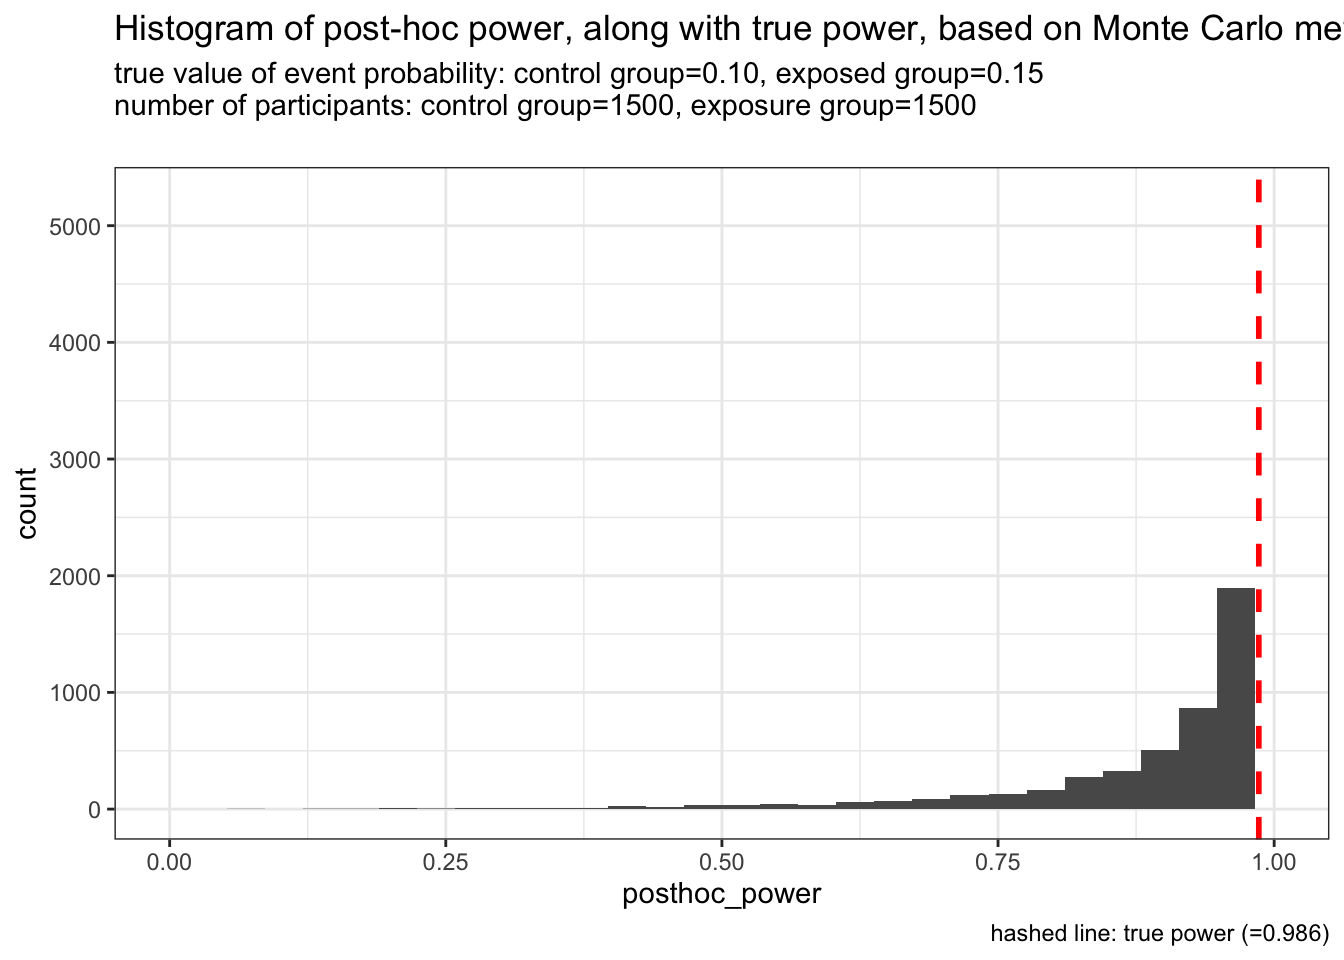 Histogram of post-hoc power, along with true power, based on Monte Carlo me
true value of event probability: control group=0.10, exposed group=0.15
number of participants: control group=1500, exposure group=1500
5000
4000
3000
2000
1000
0
count
0.00 0.25 0.50 0.75 1.00
posthoc_power
hashed line: true power (=0.986)